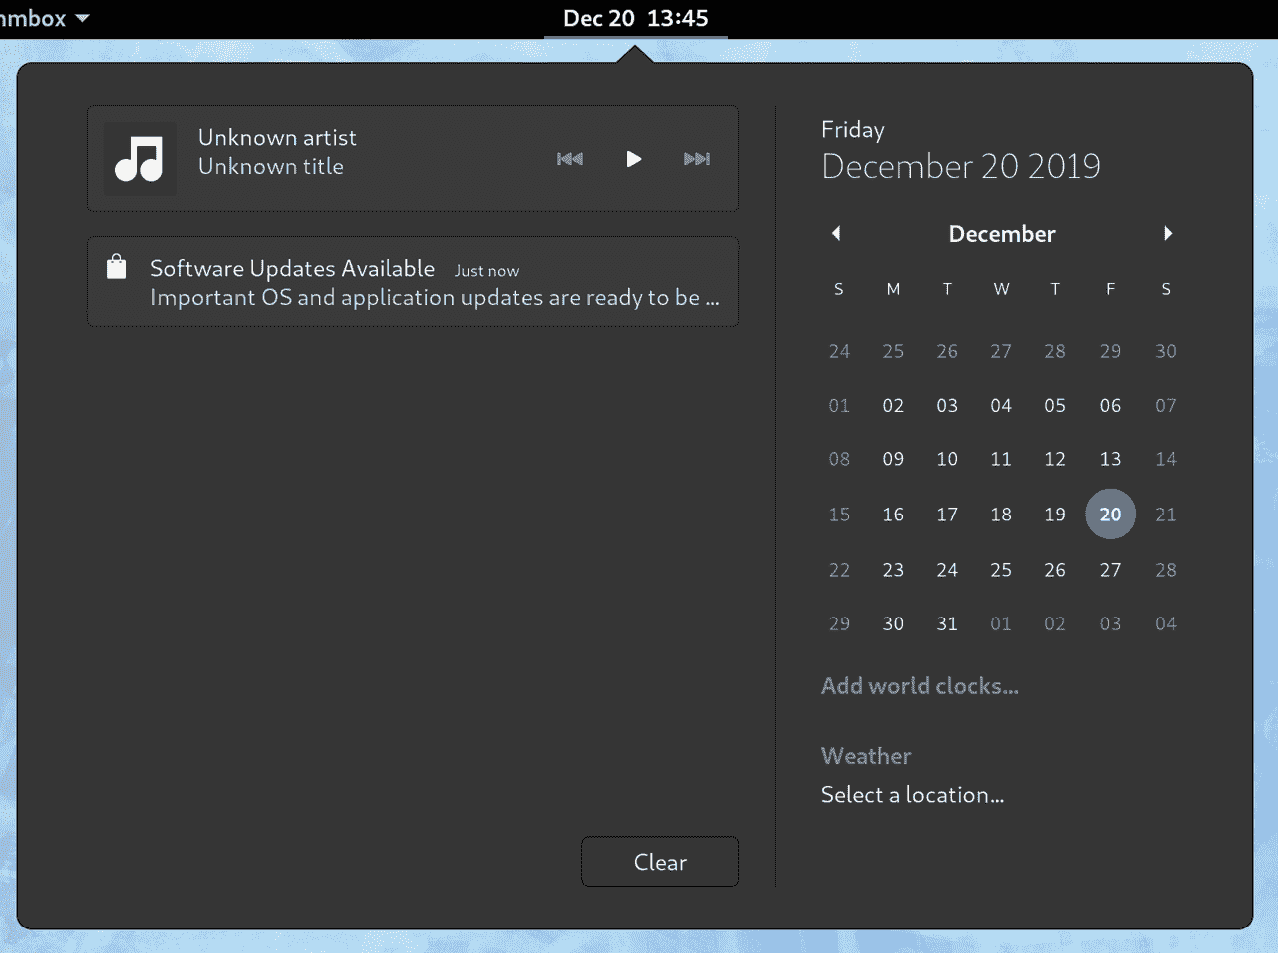 nmbox
Dec 20 13:45
Unknown artist
Unknown title
Software Updates Available Just now
Important OS and application updates are ready to be ...
Clear
Friday
December 20 2019
December
S M T W T F S
24 25 26 27 28 29 30
01 02 03 04 05 06 07
08 09 10 11 12 13 14
15 16 17 18 19 20 21
22 23 24 25 26 27 28
29 30 31 01 02 03 04
Add world clocks...
Weather
Select a location...